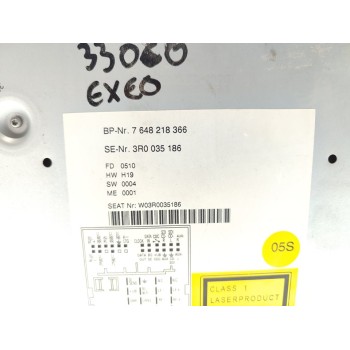 33060
EXEO
BP-Nr. 7 648 218 366
SE-Nr. 3R0 035 186
FD 0510
HW H19
SW 0004
ME 0001
SEAT Nr: W03R0035186
05S
CLASS 1
LASERPRODUCT